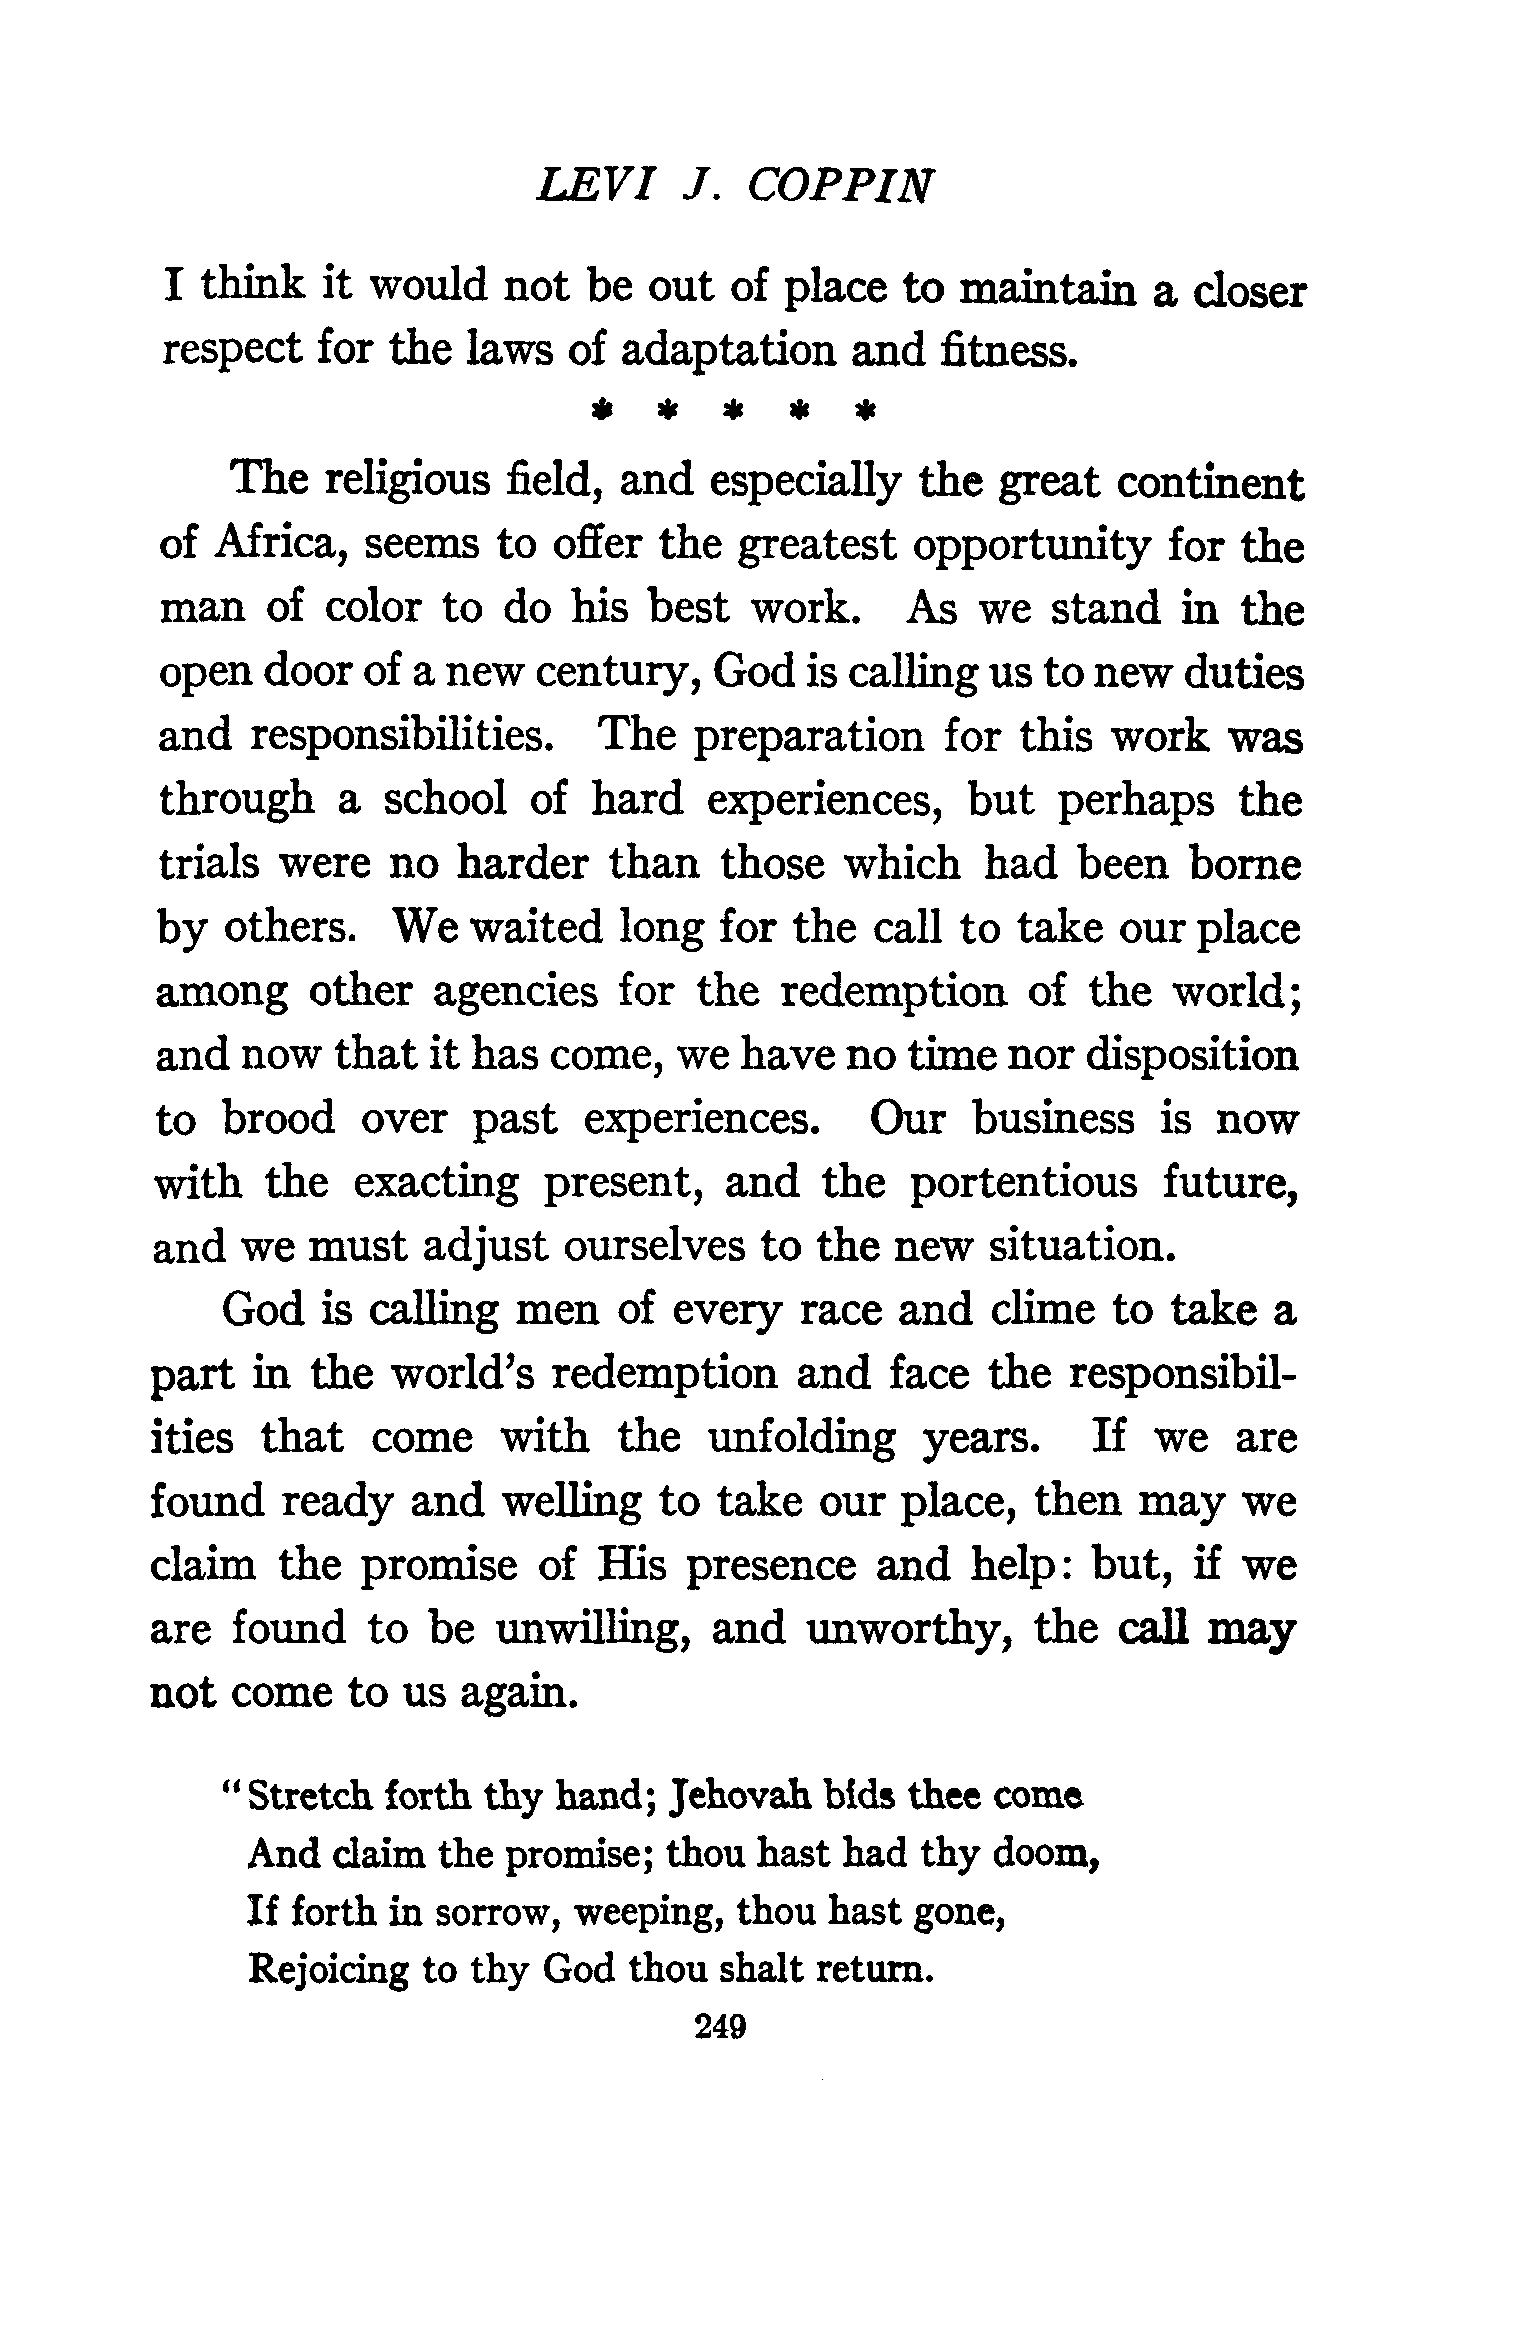 LEVI J. COPPIN
I think it would not be out of place to maintain a closer
respect for the laws of adaptation and fitness.
* * * * *
The religious field, and especially the great continent
of Africa, seems to offer the greatest opportunity for the
man of color to do his best work. As we stand in the
open door of a new century, God is calling us to new duties
and responsibilities. The preparation for this work was
through a school of hard experiences, but perhaps the
trials were no harder than those which had been borne
by others. We waited long for the call to take our place
among other agencies for the redemption of the world;
and now that it has come, we have no time nor disposition
to brood over past experiences. Our business is now
with the exacting present, and the portentious future,
and we must adjust ourselves to the new situation.
God is calling men of every race and clime to take a
part in the world's redemption and face the responsibil-
ities that come with the unfolding years. If we are
found ready and welling to take our place, then may we
claim the promise of His presence and help: but, if we
are found to be unwilling, and unworthy, the call may
not come to us again.
"Stretch forth thy hand; Jehovah bids thee come
And claim the promise; thou hast had thy doom,
If forth in sorrow, weeping, thou hast gone,
Rejoicing to thy God thou shalt return.
249